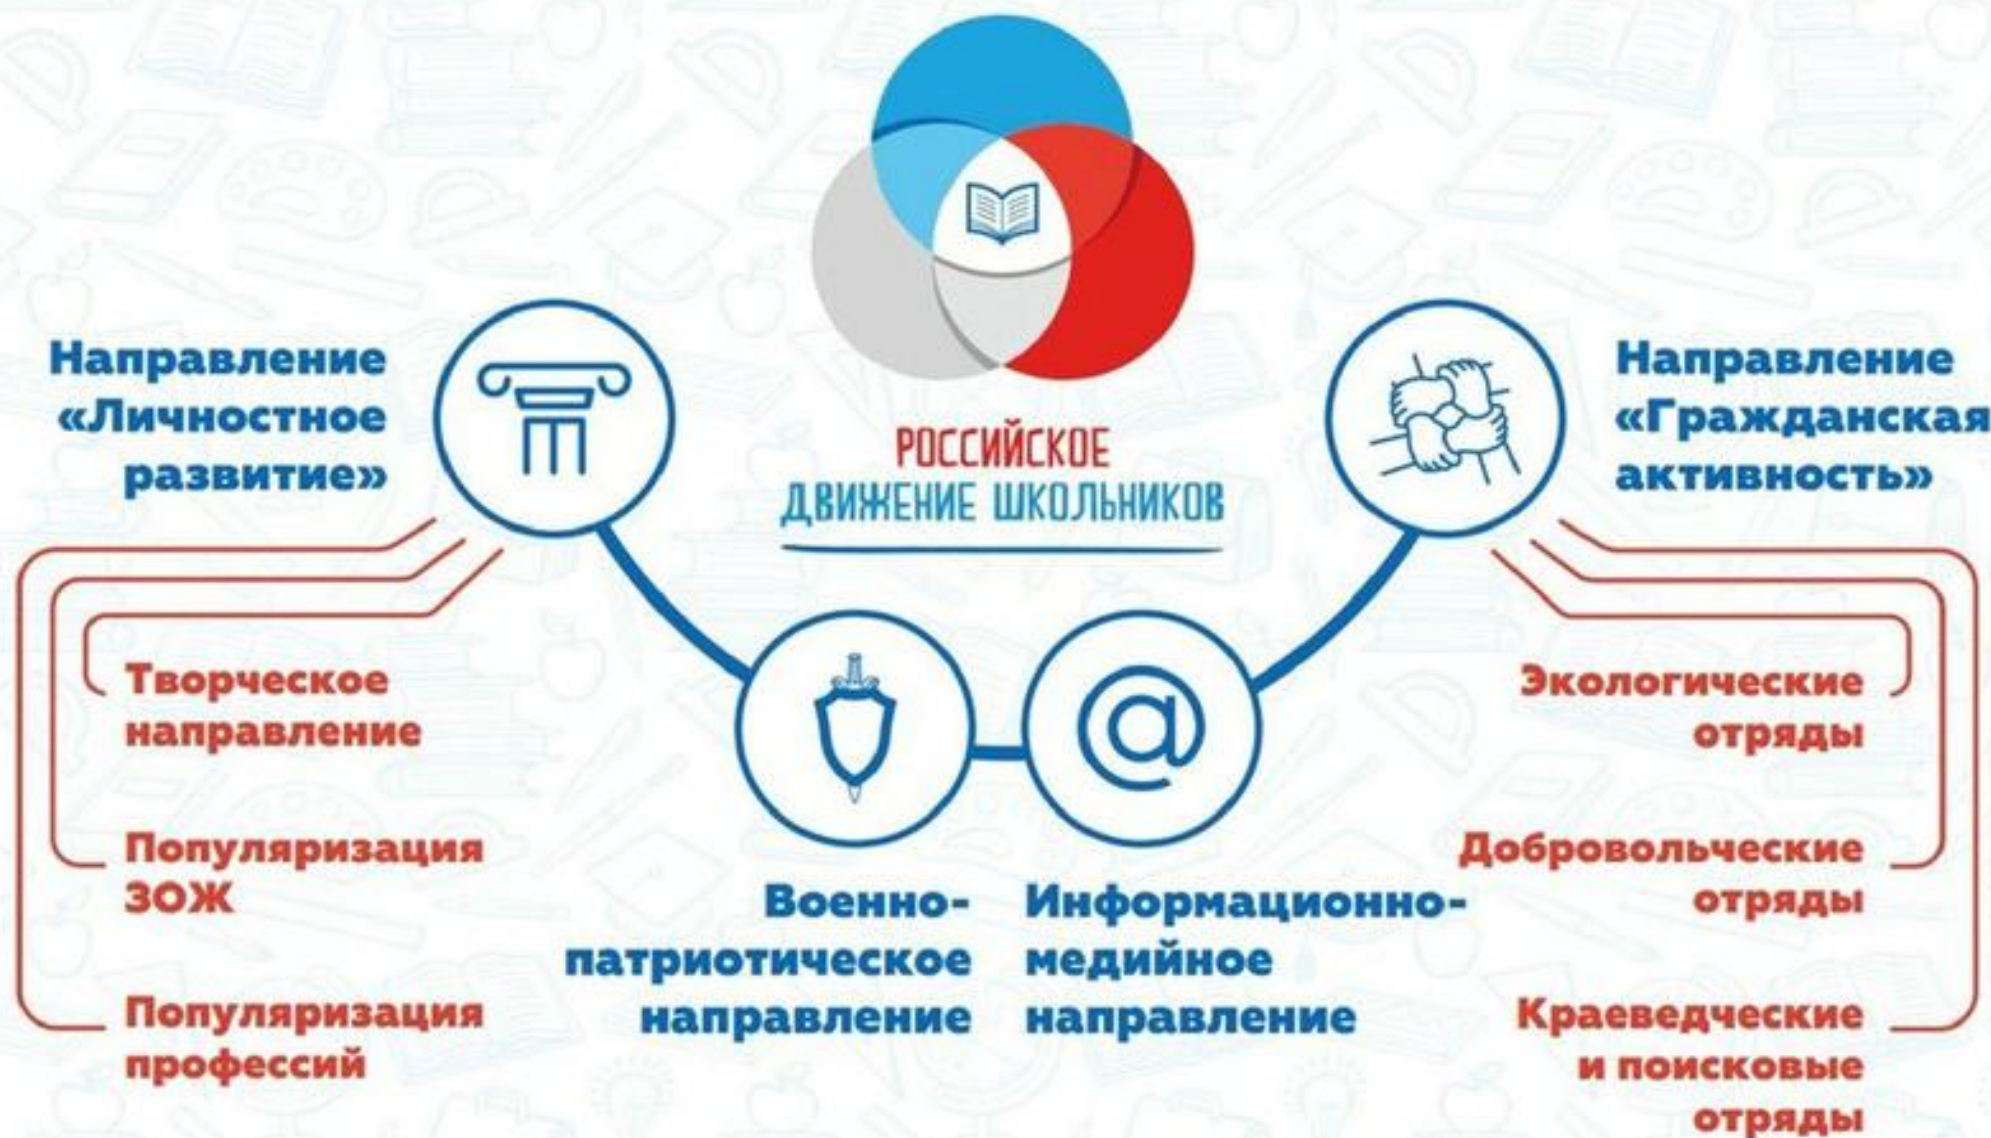 РОССИЙСКОЕ
ДВИЖЕНИЕ ШКОЛЬНИКОВ
Направление
«Личностное
развитие»
Творческое
направление
Популяризация
ЗОЖ
Популяризация
профессий
Военно-
патриотическое
направление
@
Информационно-
медийное
направление
Направление
«Гражданская
активность»
Экологические
отряды
Добровольческие
отряды
Краеведческие
и поисковые
отряды